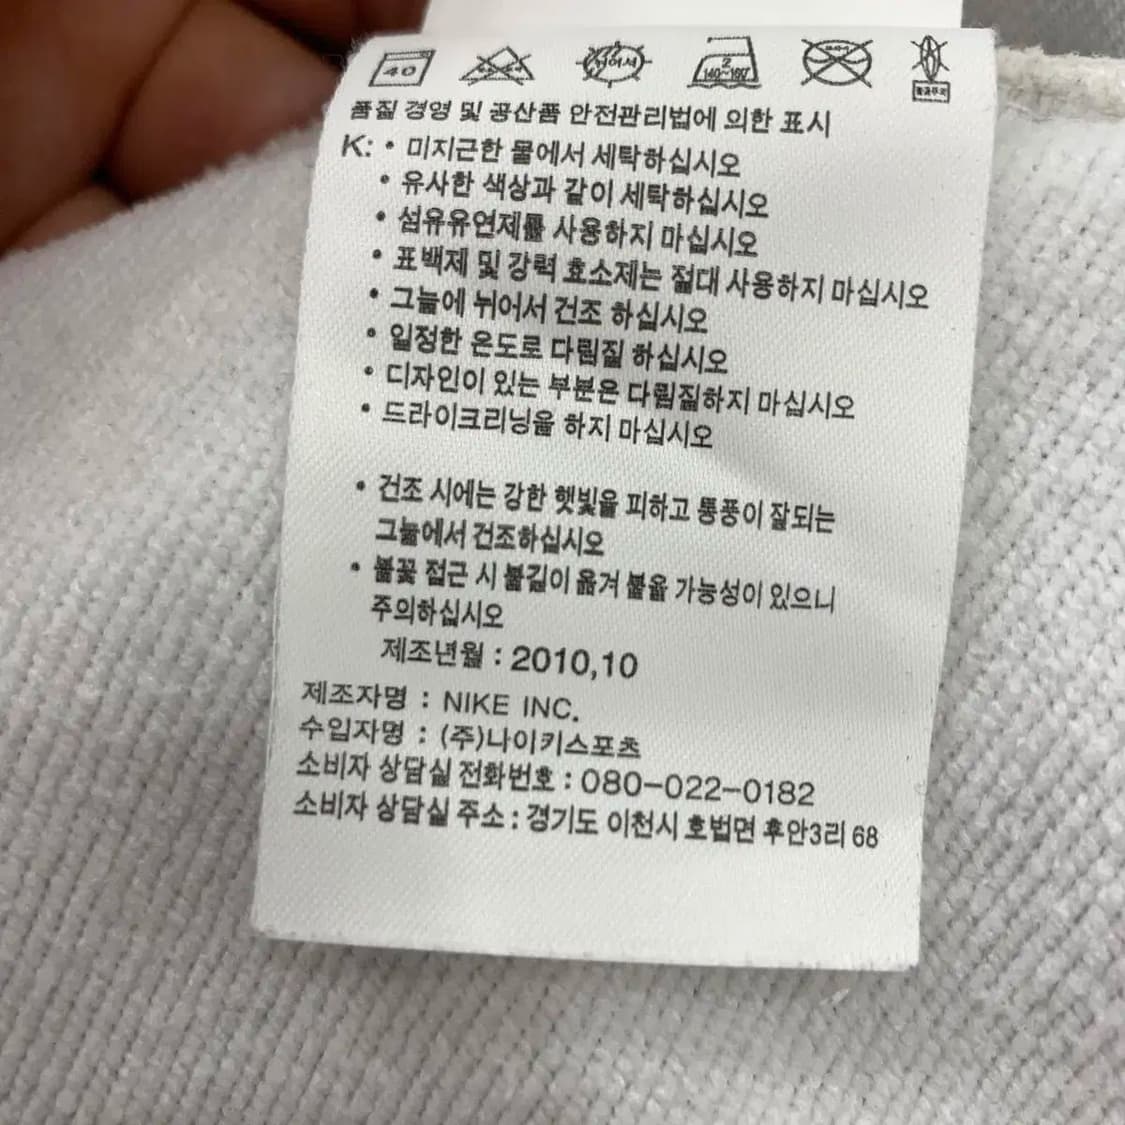 40
뉘어서
2
140~160°
품질 경영 및 공산품 안전관리법에 의한 표시
K: • 미지근한 물에서 세탁하십시오
• 유사한 색상과 같이 세탁하십시오
• 섬유유연제를 사용하지 마십시오
• 표백제 및 강력 효소제는 절대 사용하지 마십시오
• 그늘에 뉘어서 건조 하십시오
• 일정한 온도로 다림질 하십시오
• 디자인이 있는 부분은 다림질하지 마십시오
• 드라이크리닝을 하지 마십시오
• 건조 시에는 강한 햇빛을 피하고 통풍이 잘되는
그늘에서 건조하십시오
• 불꽃 접근 시 불길이 옮겨 붙을 가능성이 있으니
주의하십시오
제조년월 : 2010,10
제조자명 : NIKE INC.
수입자명 : (주)나이키스포츠
소비자 상담실 전화번호 : 080-022-0182
소비자 상담실 주소 : 경기도 이천시 호법면 후안3리 68